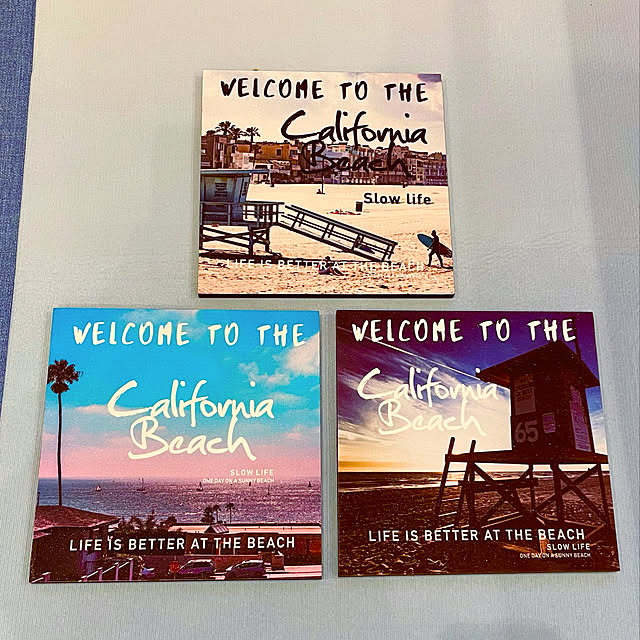 WELCOME TO THE
California
Beach
Slow life
LIFE IS BETTER AT THE BEACH
WELCOME TO THE
California
Beach
SLOW LIFE
ONE DAY ON A SUNNY BEACH
LIFE IS BETTER AT THE BEACH
WELCOME TO THE
California
Beach
65
LIFE IS BETTER AT THE BEACH
SLOW LIFE
ONE DAY ON A SUNNY BEACH